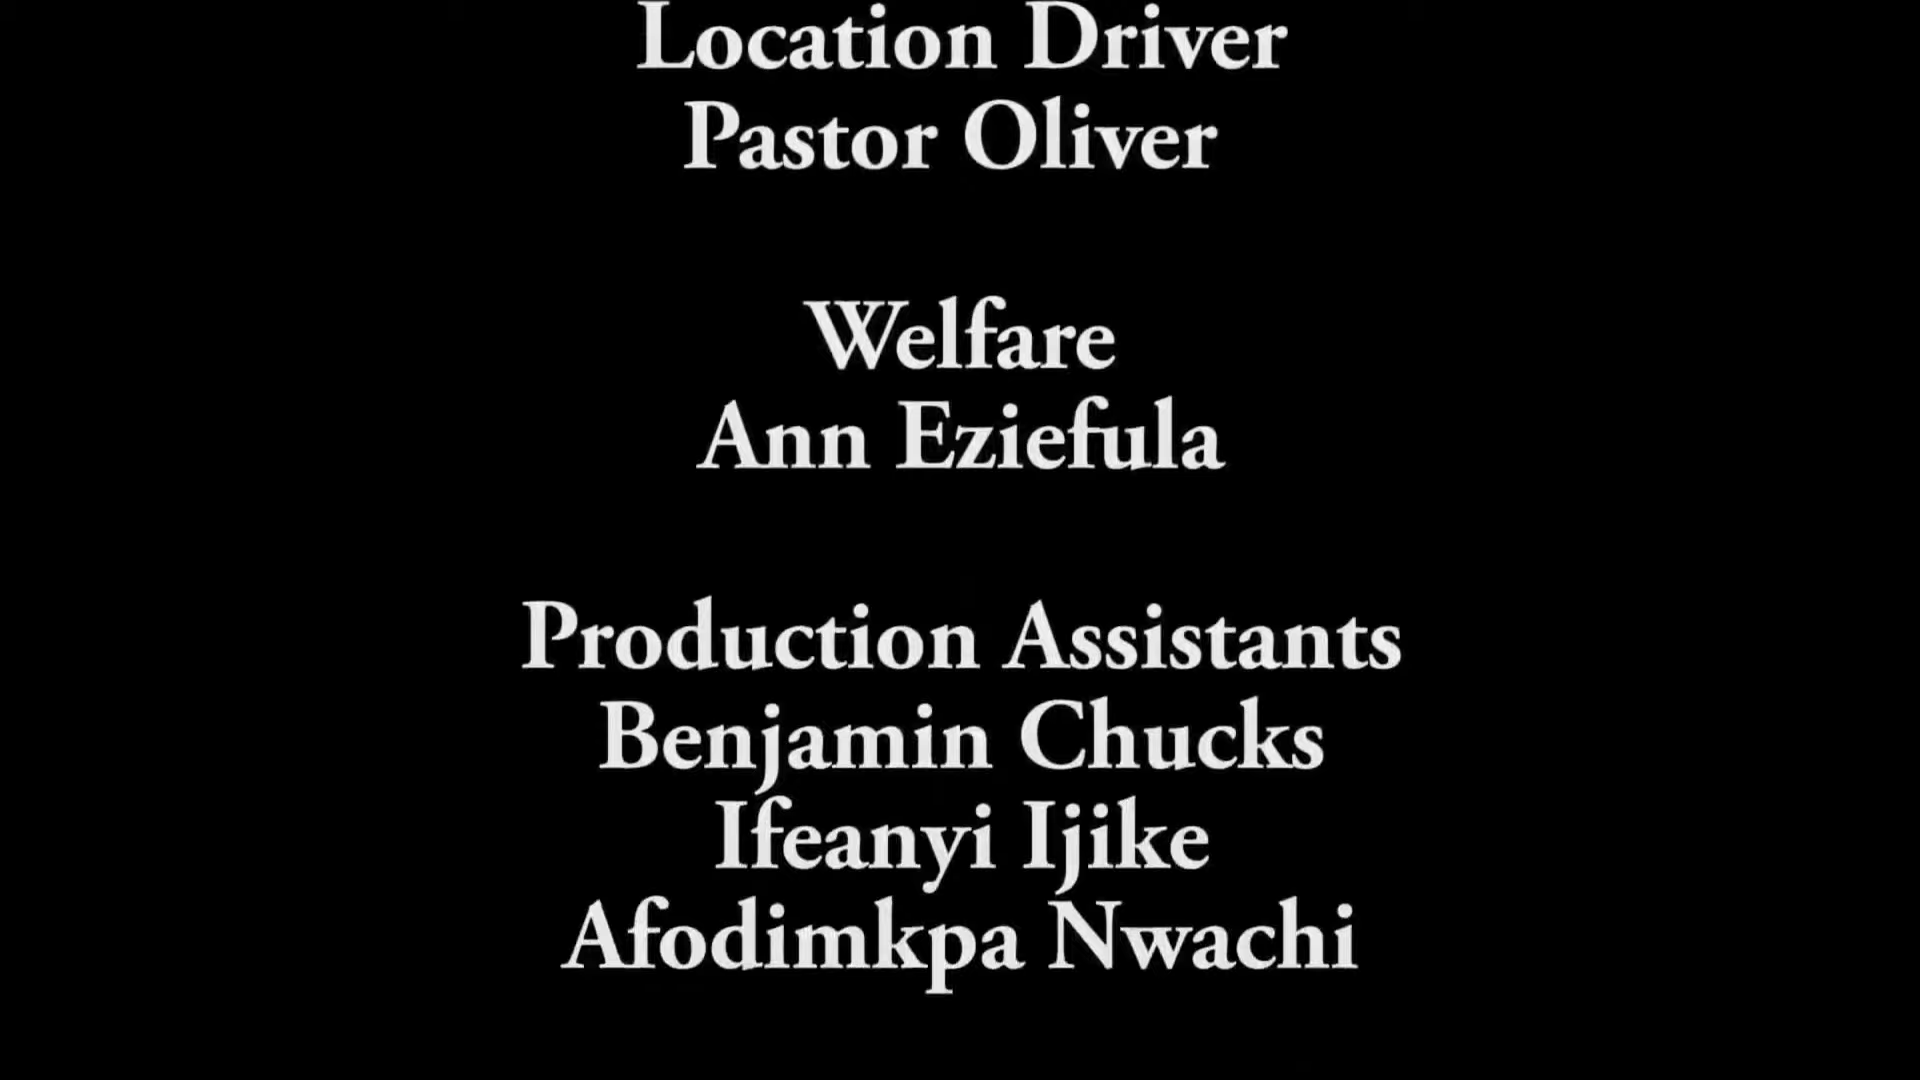 Location Driver
Pastor Oliver
Welfare
Ann Eziefula
Production Assistants
Benjamin Chucks
Ifeanyi Ijike
Afodimkpa Nwachi